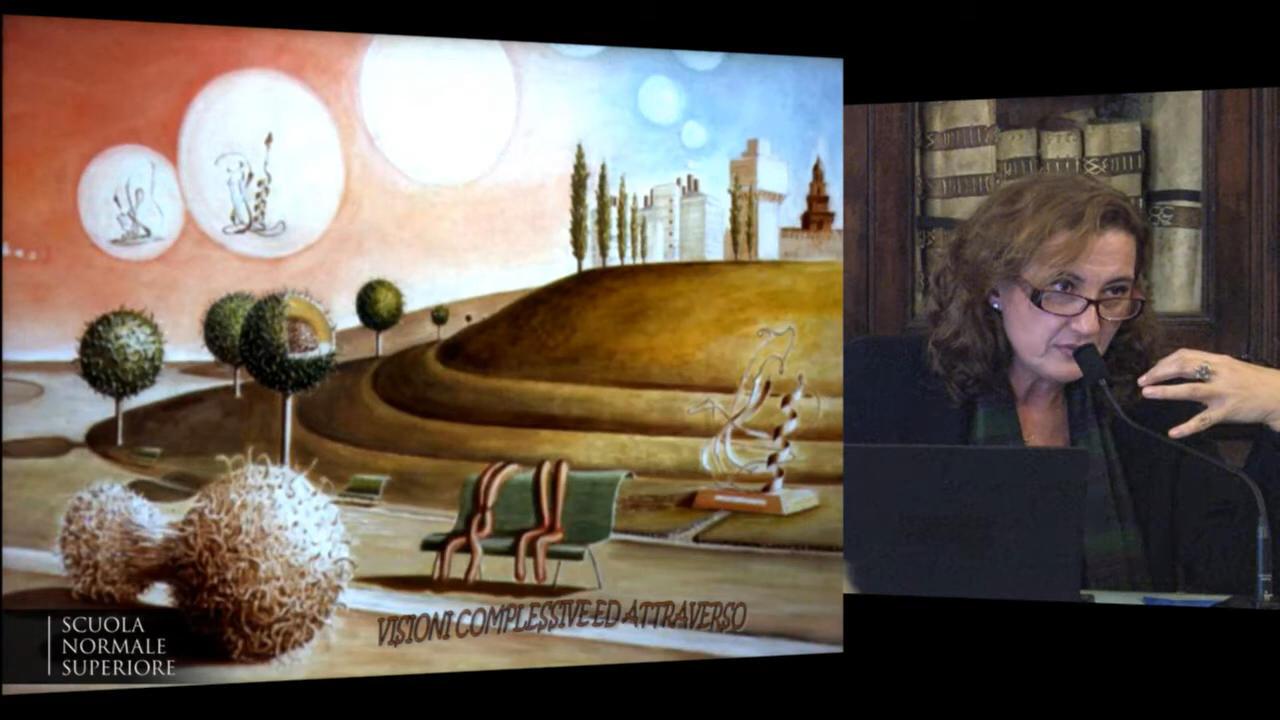 VISIONI COMPLESSIVE ED ATTRAVERSO
SCUOLA
NORMALE
SUPERIORE